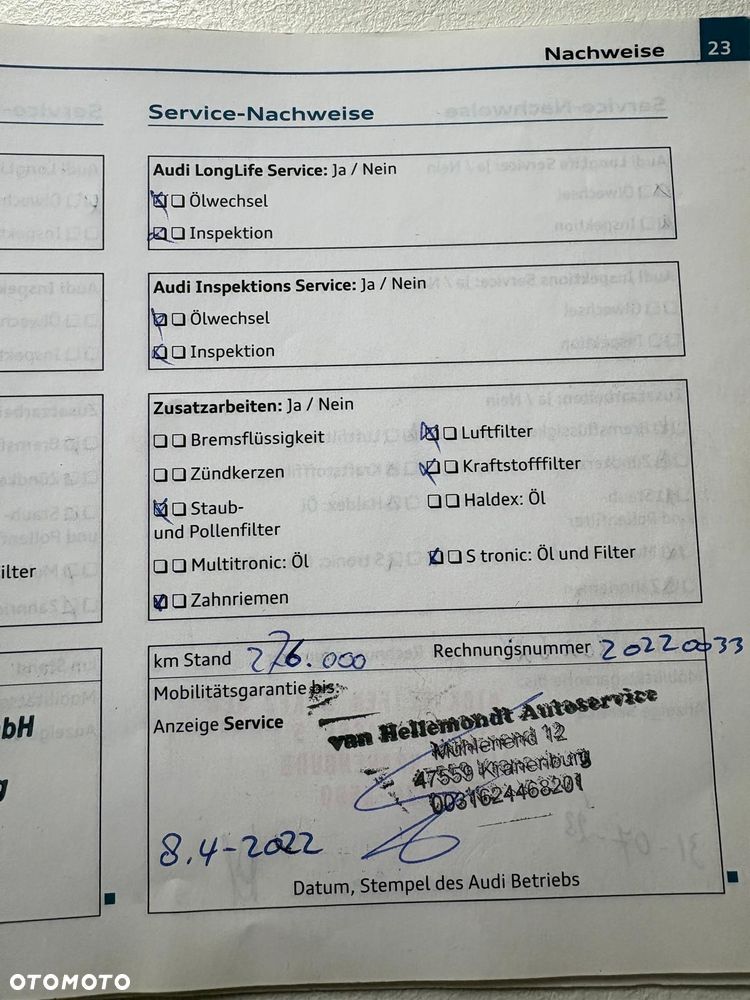 Nachweise 23
Service-Nachweise
Audi LongLife Service: Ja / Nein
Ölwechsel
Inspektion
Audi Inspektions Service: Ja / Nein
Ölwechsel
Inspektion
Zusatzarbeiten: Ja / Nein
Bremsflüssigkeit
Luftfilter
Zündkerzen
Kraftstofffilter
Staub-
und Pollenfilter
Haldex: Öl
Multitronic: Öl
S tronic: Öl und Filter
Zahnriemen
ilter
km Stand 276.000
Rechnungsnummer 20220033
Mobilitätsgarantie bis:
Anzeige Service
van Hellemondt Autoservice
Mühlenend 12
47559 Kranenburg
0031624468201
8.4-2022
Datum, Stempel des Audi Betriebs
bH
g
OTOMOTO